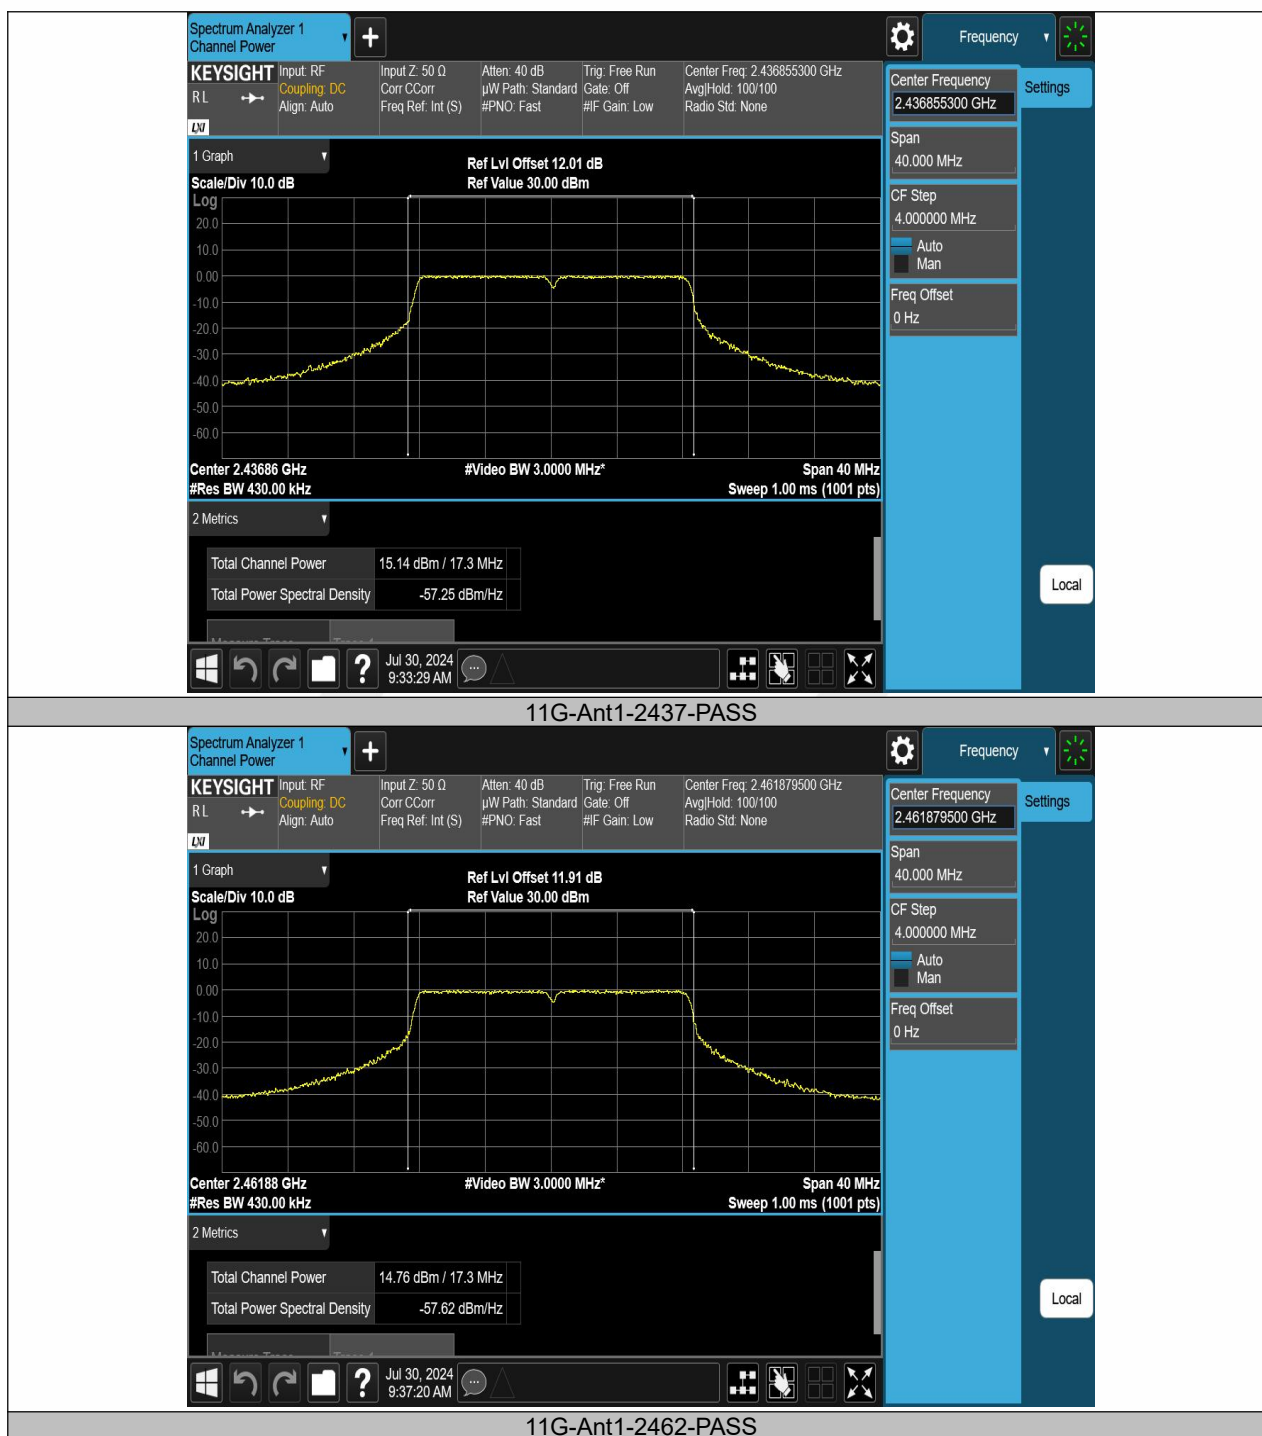 Spectrum Analyzer 1
Channel Power
+
Frequency
KEYSIGHT
R L
LXI
Input: RF
Coupling: DC
Align: Auto
Input Z: 50 Ω
Corr CCorr
Freq Ref: Int (S)
Atten: 40 dB
µW Path: Standard
#PNO: Fast
Trig: Free Run
Gate: Off
#IF Gain: Low
Center Freq: 2.436855300 GHz
Avg|Hold: 100/100
Radio Std: None
Center Frequency
2.436855300 GHz
Settings
Span
40.000 MHz
CF Step
4.000000 MHz
Auto
Man
Freq Offset
0 Hz
1 Graph
Scale/Div 10.0 dB
Ref Lvl Offset 12.01 dB
Ref Value 30.00 dBm
Log
20.0
10.0
0.00
-10.0
-20.0
-30.0
-40.0
-50.0
-60.0
Center 2.43686 GHz
#Video BW 3.0000 MHz*
Span 40 MHz
#Res BW 430.00 kHz
Sweep 1.00 ms (1001 pts)
2 Metrics
Total Channel Power 15.14 dBm / 17.3 MHz
Total Power Spectral Density -57.25 dBm/Hz
Local
?
Jul 30, 2024
9:33:29 AM
11G-Ant1-2437-PASS
Spectrum Analyzer 1
Channel Power
+
Frequency
KEYSIGHT
R L
LXI
Input: RF
Coupling: DC
Align: Auto
Input Z: 50 Ω
Corr CCorr
Freq Ref: Int (S)
Atten: 40 dB
µW Path: Standard
#PNO: Fast
Trig: Free Run
Gate: Off
#IF Gain: Low
Center Freq: 2.461879500 GHz
Avg|Hold: 100/100
Radio Std: None
Center Frequency
2.461879500 GHz
Settings
Span
40.000 MHz
CF Step
4.000000 MHz
Auto
Man
Freq Offset
0 Hz
1 Graph
Scale/Div 10.0 dB
Ref Lvl Offset 11.91 dB
Ref Value 30.00 dBm
Log
20.0
10.0
0.00
-10.0
-20.0
-30.0
-40.0
-50.0
-60.0
Center 2.46188 GHz
#Video BW 3.0000 MHz*
Span 40 MHz
#Res BW 430.00 kHz
Sweep 1.00 ms (1001 pts)
2 Metrics
Total Channel Power 14.76 dBm / 17.3 MHz
Total Power Spectral Density -57.62 dBm/Hz
Local
?
Jul 30, 2024
9:37:20 AM
11G-Ant1-2462-PASS